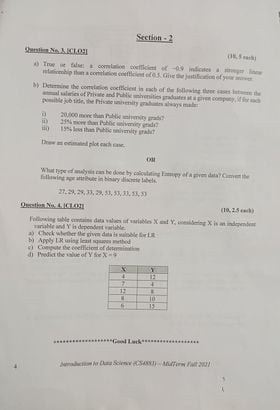 Section - 2
Question No. 3. [CLO2]
(10, 5 each)
a) True or false: a correlation coefficient of −0.9 indicates a stronger linear
relationship than a correlation coefficient of 0.5. Give the justification of your answer.
b) Determine the correlation coefficient in each of the following three cases between the
annual salaries of Private and Public universities graduates at a given company, if for each
possible job title, the Private university graduates always made:
i) 20,000 more than Public university grads?
ii) 25% more than Public university grads?
iii) 15% less than Public university grads?
Draw an estimated plot each case.
OR
What type of analysis can be done by calculating Entropy of a given data? Convert the
following age attribute in binary discrete labels.
27, 29, 29, 33, 29, 53, 53, 33, 53, 53
Question No. 4. [CLO2]
(10, 2.5 each)
Following table contains data values of variables X and Y, considering X is an independent
variable and Y is dependent variable.
a) Check whether the given data is suitable for LR
b) Apply LR using least squares method
c) Compute the coefficient of determination
d) Predict the value of Y for X = 9
X Y
4 12
7 4
12 8
8 10
6 15
********************Good Luck********************
Introduction to Data Science (CS4883) – MidTerm Fall 2021
4